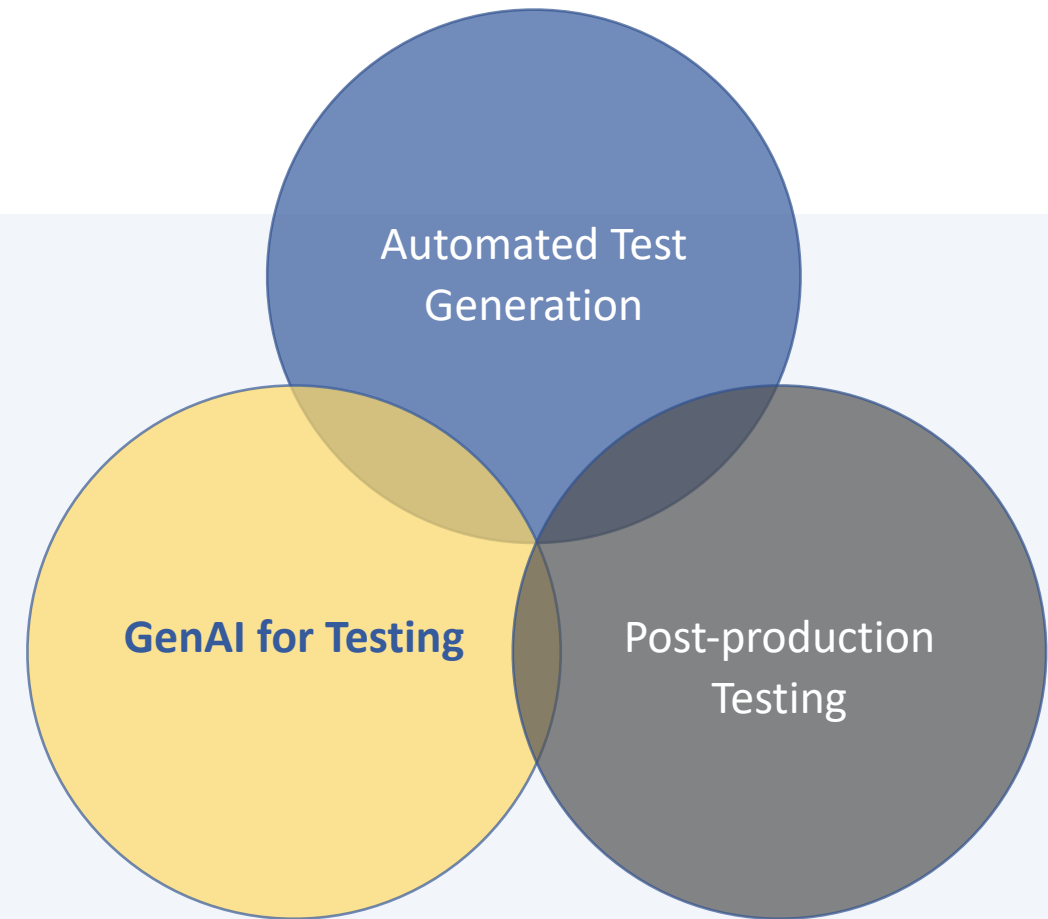 Automated Test
Generation
GenAI for Testing
Post-production
Testing